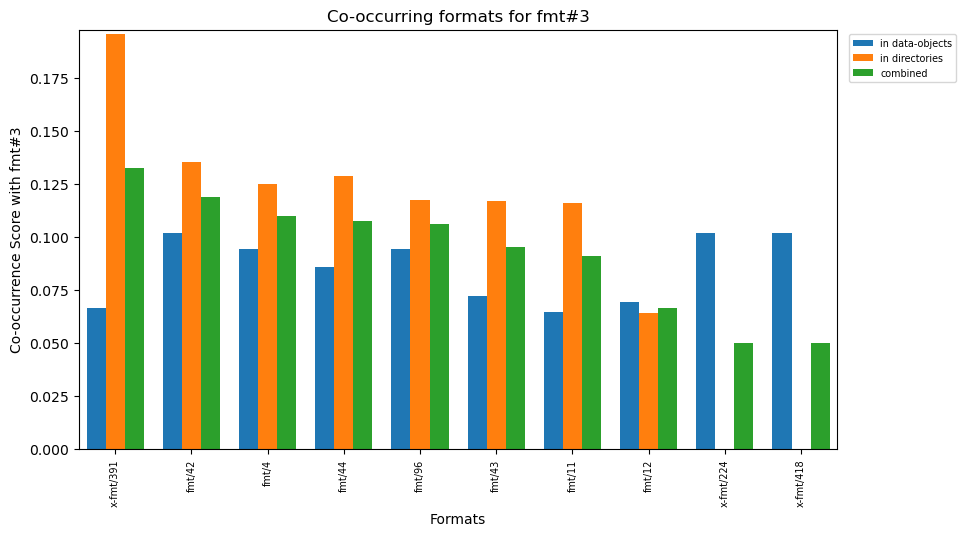 Co-occurring formats for fmt#3
in data-objects
in directories
combined
Co-occurrence Score with fmt#3
0.175
0.150
0.125
0.100
0.075
0.050
0.025
0.000
x-fmt/391
fmt/42
fmt/4
fmt/44
fmt/96
fmt/43
fmt/11
fmt/12
x-fmt/224
x-fmt/418
Formats